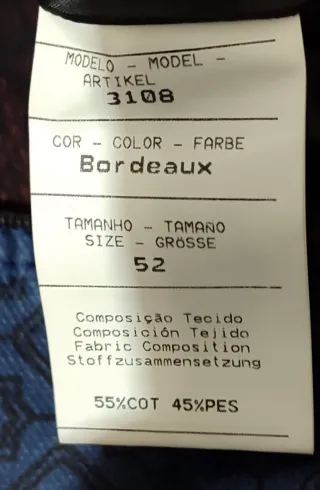 MODELO - MODEL -
ARTIKEL
3108
COR - COLOR - FARBE
Bordeaux
TAMANHO - TAMAÑO
SIZE - GRÖSSE
52
Composição Tecido
Composición Tejido
Fabric Composition
Stoffzusammensetzung
55%COT 45%PES